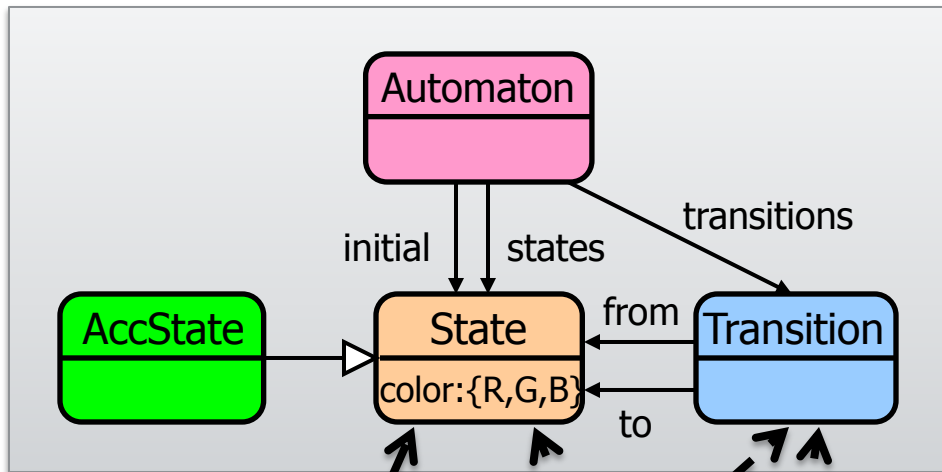 Automaton
transitions
initial
states
AccState
State
from
Transition
color:{R,G,B}
to